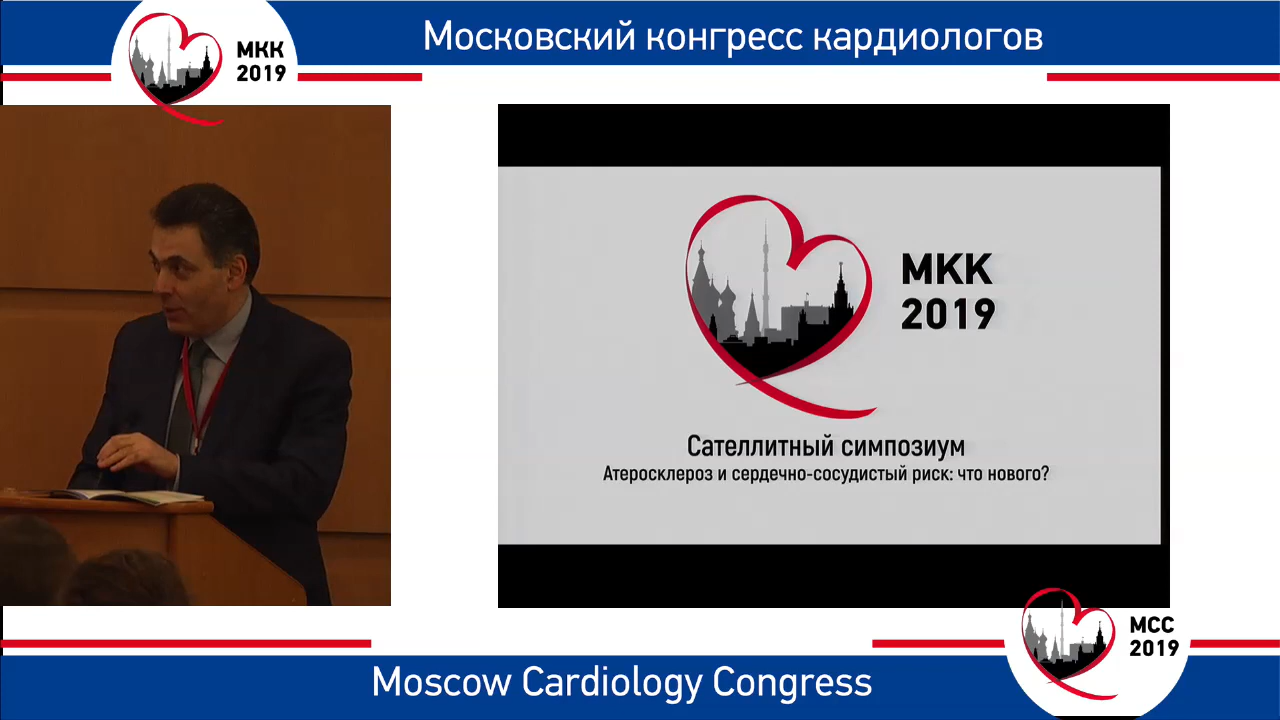 МКК
2019
Московский конгресс кардиологов
МКК
2019
Сателлитный симпозиум
Атеросклероз и сердечно-сосудистый риск: что нового?
MCC
2019
Moscow Cardiology Congress